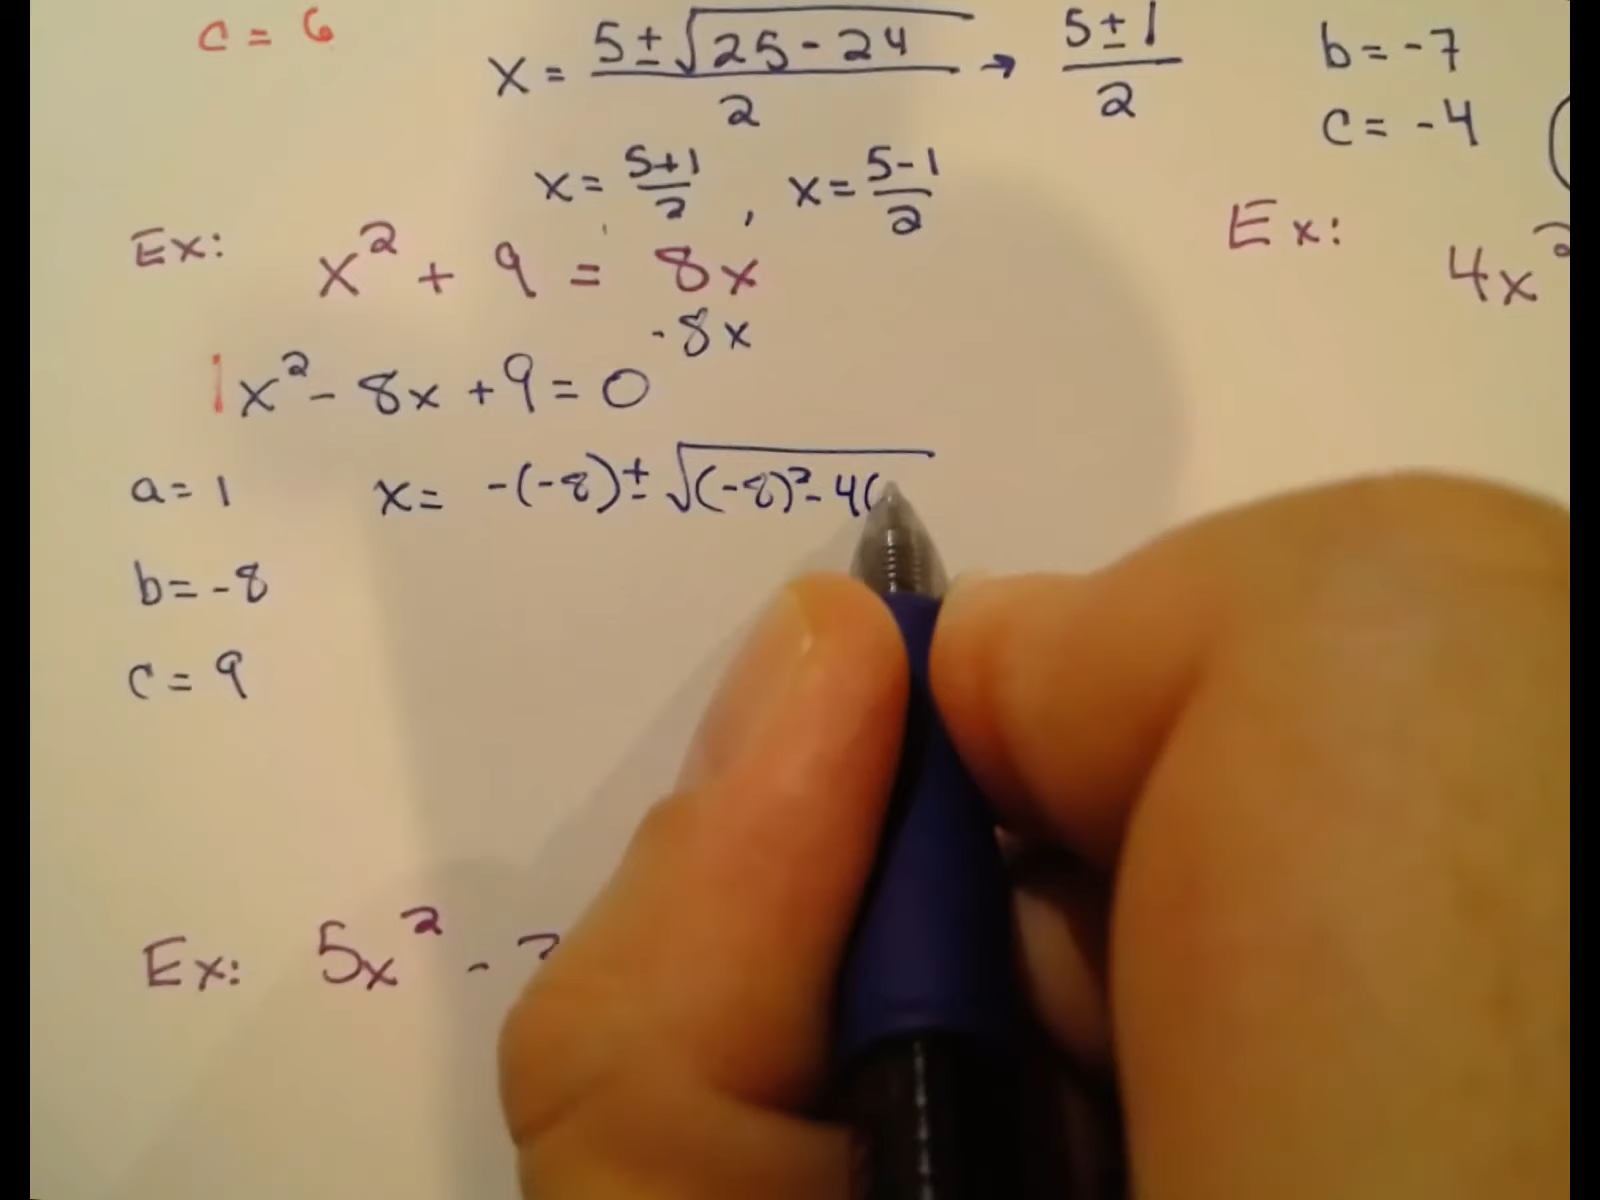 c = 6
x = 5 ± √25 - 24 / 2 → 5 ± 1 / 2
b = -7
c = -4
x = 5+1 / 2 , x = 5-1 / 2
Ex: x² + 9 = 8x
-8x
1x² - 8x + 9 = 0
a = 1
x = -(-8) ± √(-8)² - 4(
b = -8
c = 9
Ex: 5x² -
Ex: 4x²